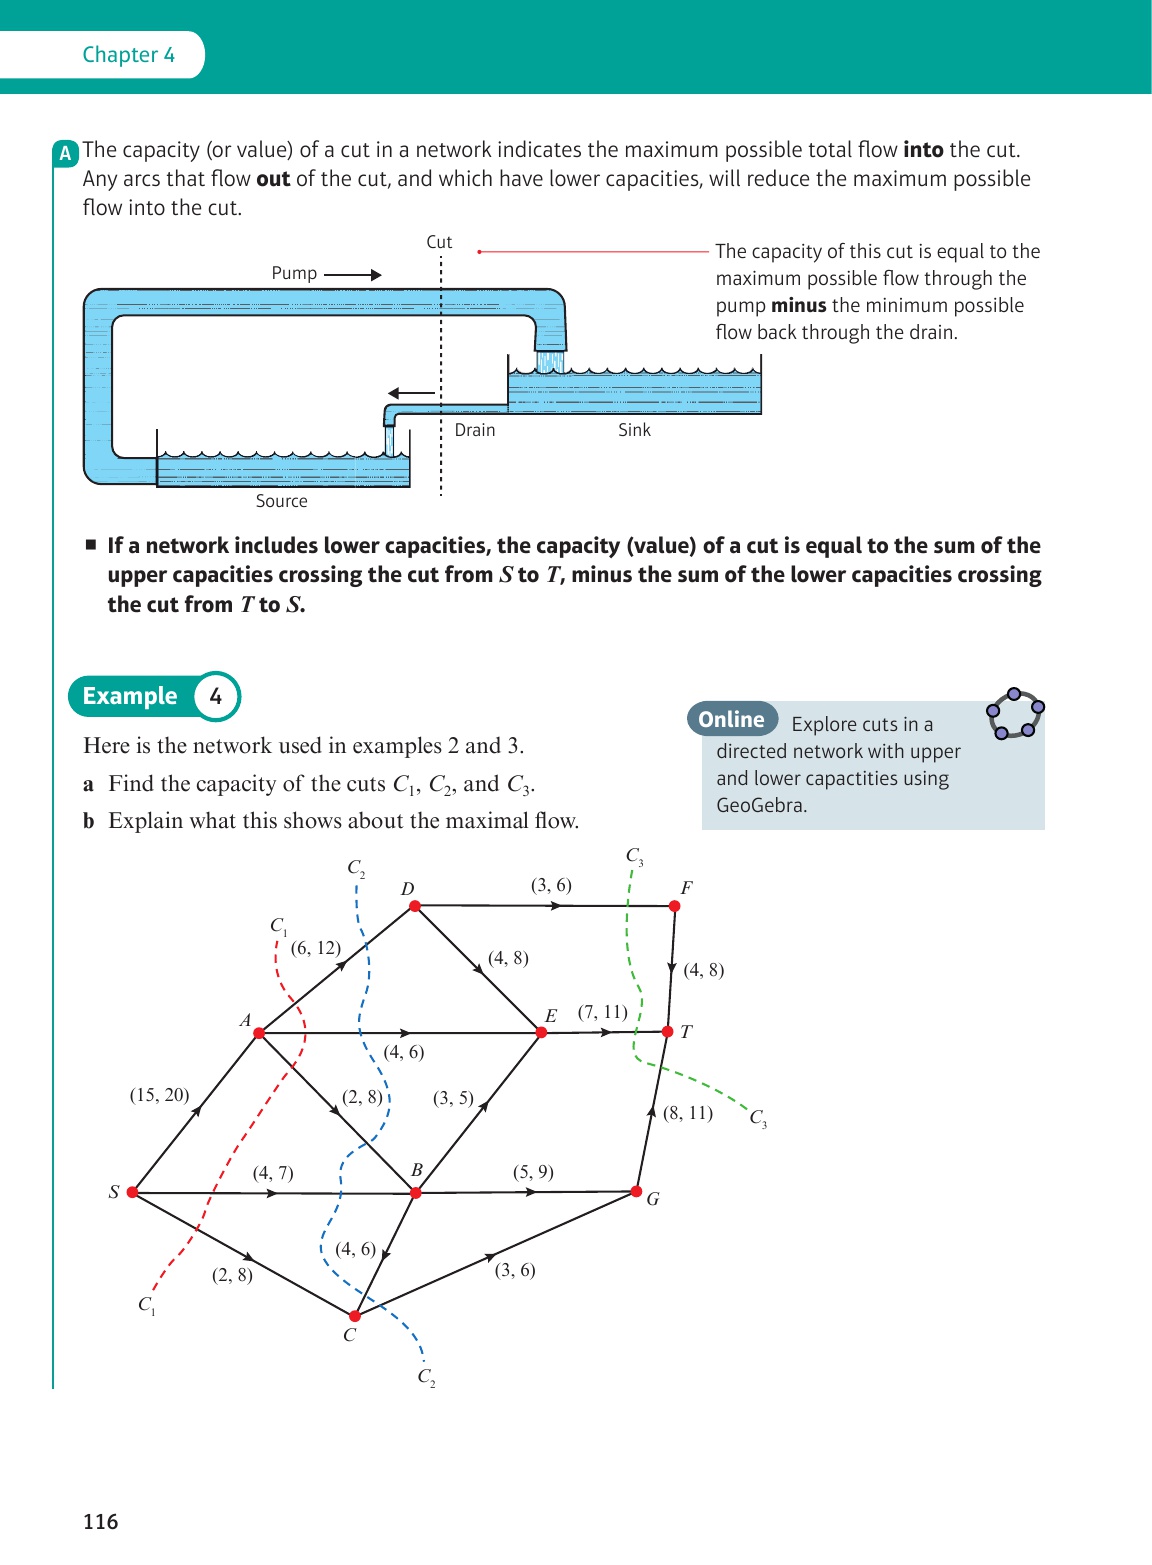 Chapter 4
A
The capacity (or value) of a cut in a network indicates the maximum possible total flow into the cut.
Any arcs that flow out of the cut, and which have lower capacities, will reduce the maximum possible
flow into the cut.
Cut
Pump
The capacity of this cut is equal to the
maximum possible flow through the
pump minus the minimum possible
flow back through the drain.
Drain
Sink
Source
■ If a network includes lower capacities, the capacity (value) of a cut is equal to the sum of the
upper capacities crossing the cut from S to T, minus the sum of the lower capacities crossing
the cut from T to S.
Example 4
Here is the network used in examples 2 and 3.
a Find the capacity of the cuts C₁, C₂, and C₃.
b Explain what this shows about the maximal flow.
Online Explore cuts in a
directed network with upper
and lower capactities using
GeoGebra.
C₃
C₂
D
(3, 6)
F
C₁
(6, 12)
(4, 8)
(4, 8)
A
E
(7, 11)
T
(4, 6)
(15, 20)
(2, 8)
(3, 5)
(8, 11)
C₃
S
(4, 7)
B
(5, 9)
G
(4, 6)
(2, 8)
(3, 6)
C₁
C
C₂
116